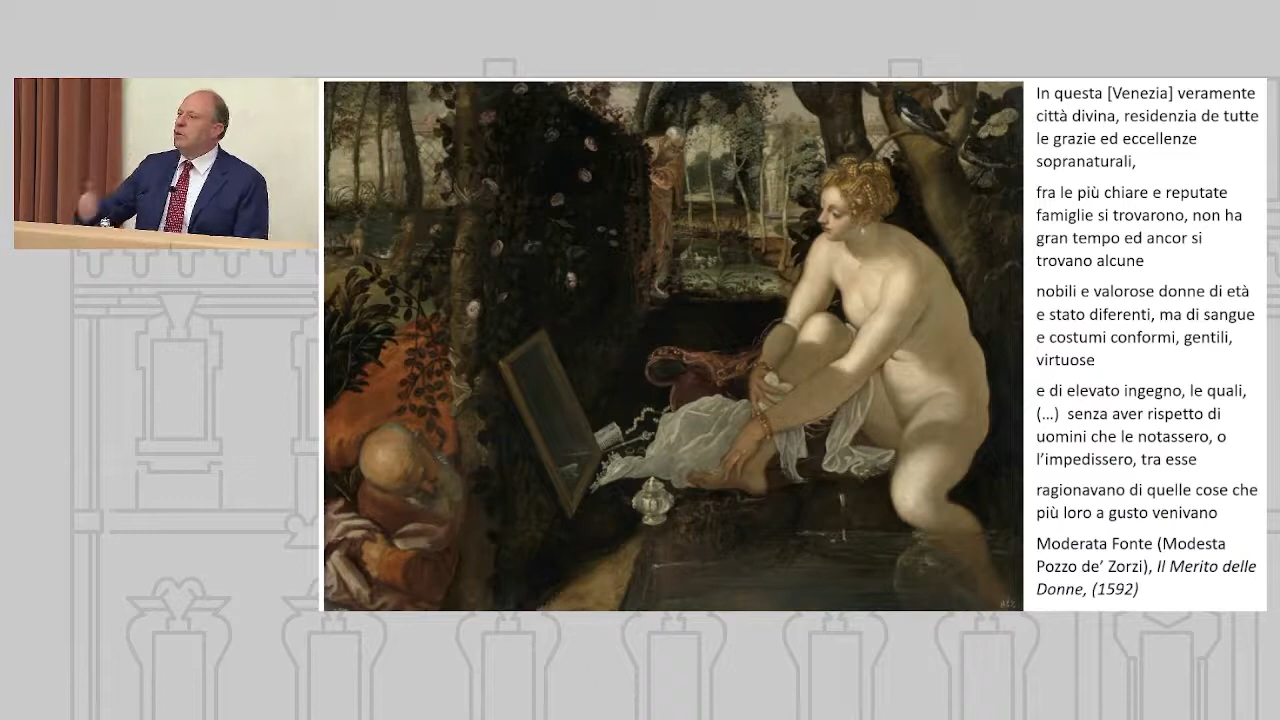 In questa [Venezia] veramente
città divina, residenzia de tutte
le grazie ed eccellenze
sopranaturali,
fra le più chiare e reputate
famiglie si trovarono, non ha
gran tempo ed ancor si
trovano alcune
nobili e valorose donne di età
e stato diferenti, ma di sangue
e costumi conformi, gentili,
virtuose
e di elevato ingegno, le quali,
(…) senza aver rispetto di
uomini che le notassero, o
l’impedissero, tra esse
ragionavano di quelle cose che
più loro a gusto venivano
Moderata Fonte (Modesta
Pozzo de’ Zorzi), Il Merito delle
Donne, (1592)